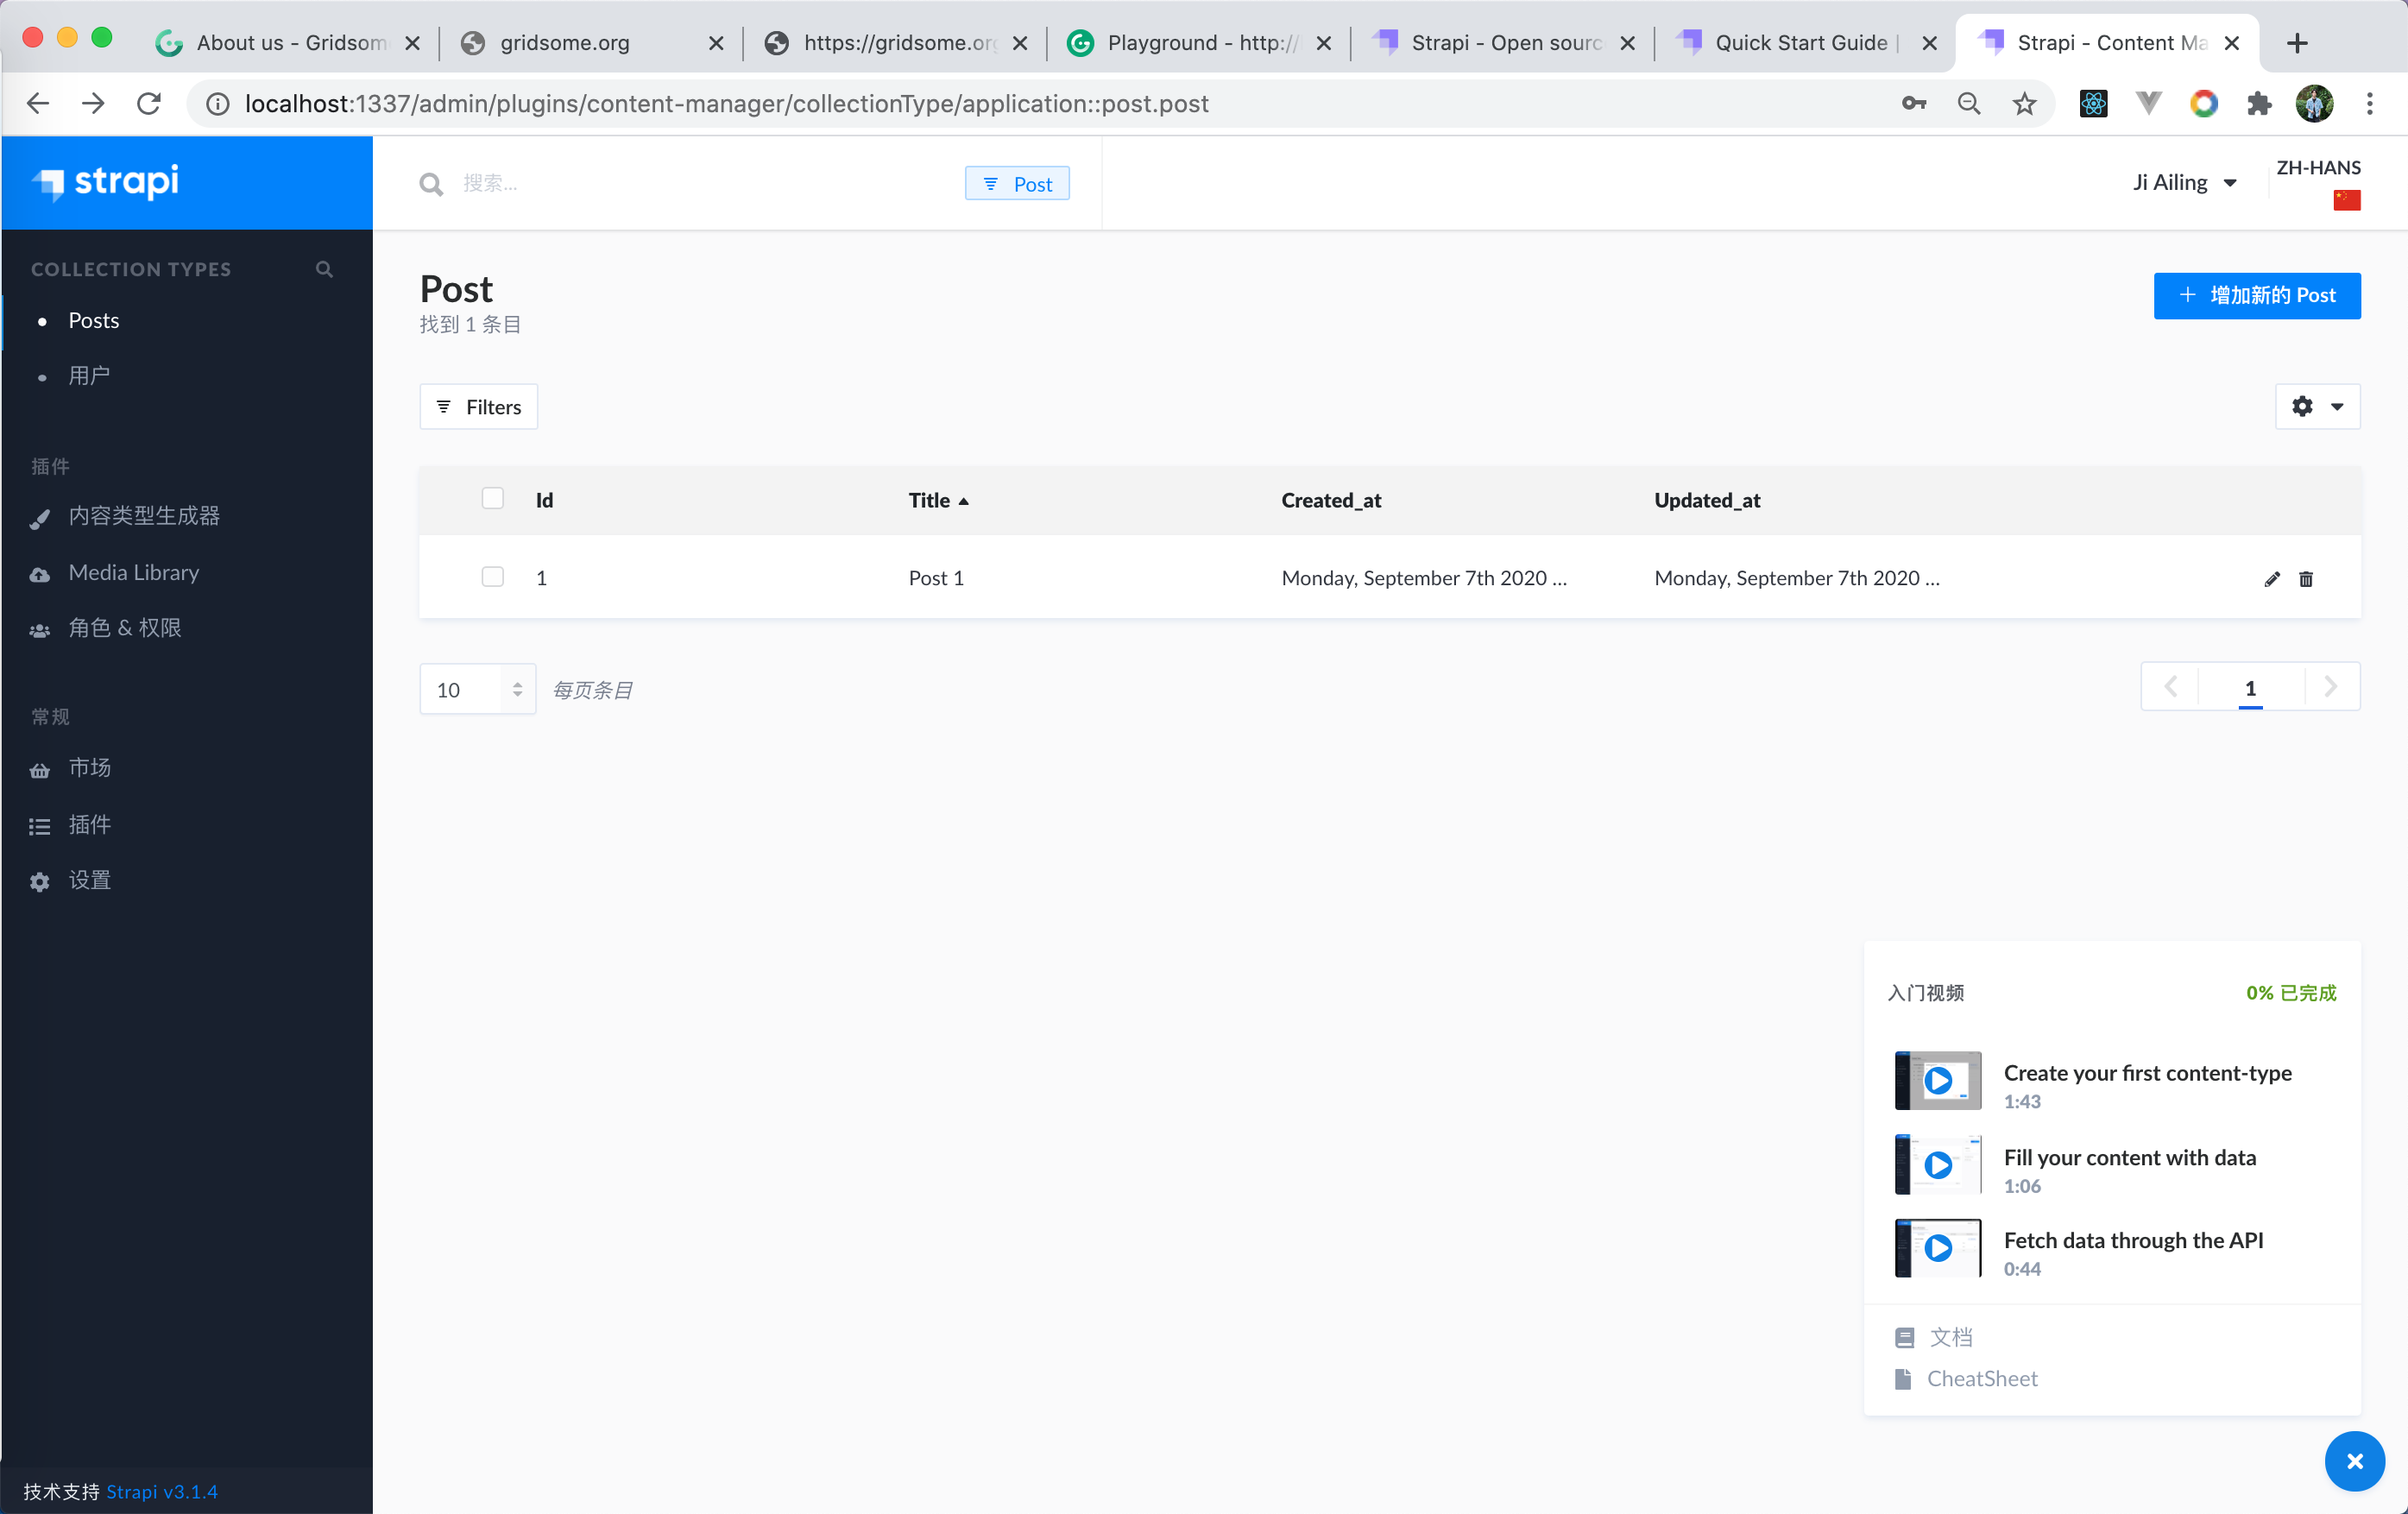 About us - Gridsom
gridsome.org
https://gridsome.org
Playground - http://
Strapi - Open sourc
Quick Start Guide |
Strapi - Content Ma
localhost:1337/admin/plugins/content-manager/collectionType/application::post.post
strapi
搜索...
Post
Ji Ailing
ZH-HANS
COLLECTION TYPES
Posts
用户
插件
内容类型生成器
Media Library
角色 & 权限
常规
市场
插件
设置
技术支持 Strapi v3.1.4
Post
找到 1 条目
增加新的 Post
Filters
Id Title Created_at Updated_at
1 Post 1 Monday, September 7th 2020 ... Monday, September 7th 2020 ...
10 每页条目
1
入门视频 0% 已完成
Create your first content-type
1:43
Fill your content with data
1:06
Fetch data through the API
0:44
文档
CheatSheet